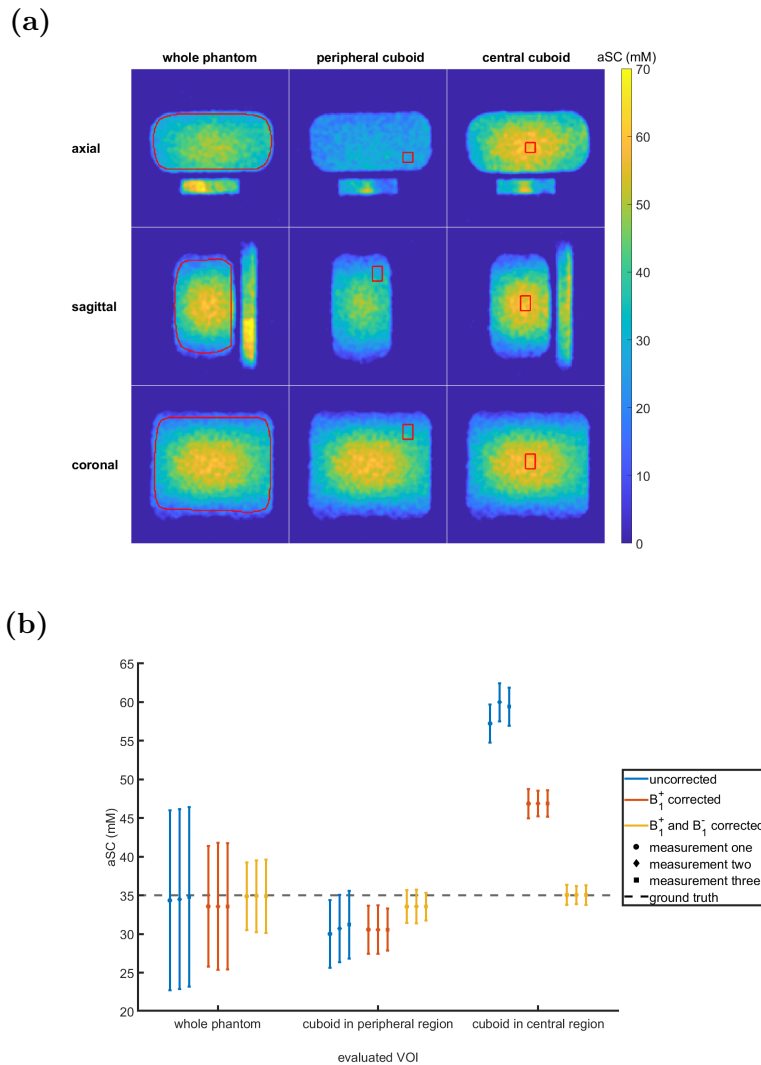 (a)
whole phantom peripheral cuboid central cuboid aSC (mM)
70
axial
60
50
40
sagittal
30
20
coronal
10
0
(b)
65
60
55
50
45
40
35
30
25
20
aSC (mM)
uncorrected
B1+ corrected
B1+ and B1- corrected
measurement one
measurement two
measurement three
ground truth
whole phantom cuboid in peripheral region cuboid in central region
evaluated VOI